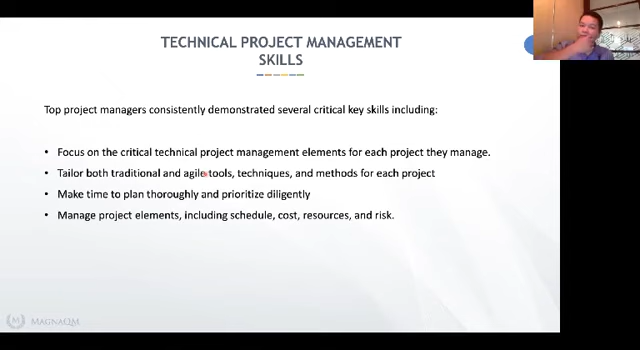 TECHNICAL PROJECT MANAGEMENT
SKILLS
Top project managers consistently demonstrated several critical key skills including:
• Focus on the critical technical project management elements for each project they manage.
• Tailor both traditional and agile tools, techniques, and methods for each project
• Make time to plan thoroughly and prioritize diligently
• Manage project elements, including schedule, cost, resources, and risk.
MAGNAQM